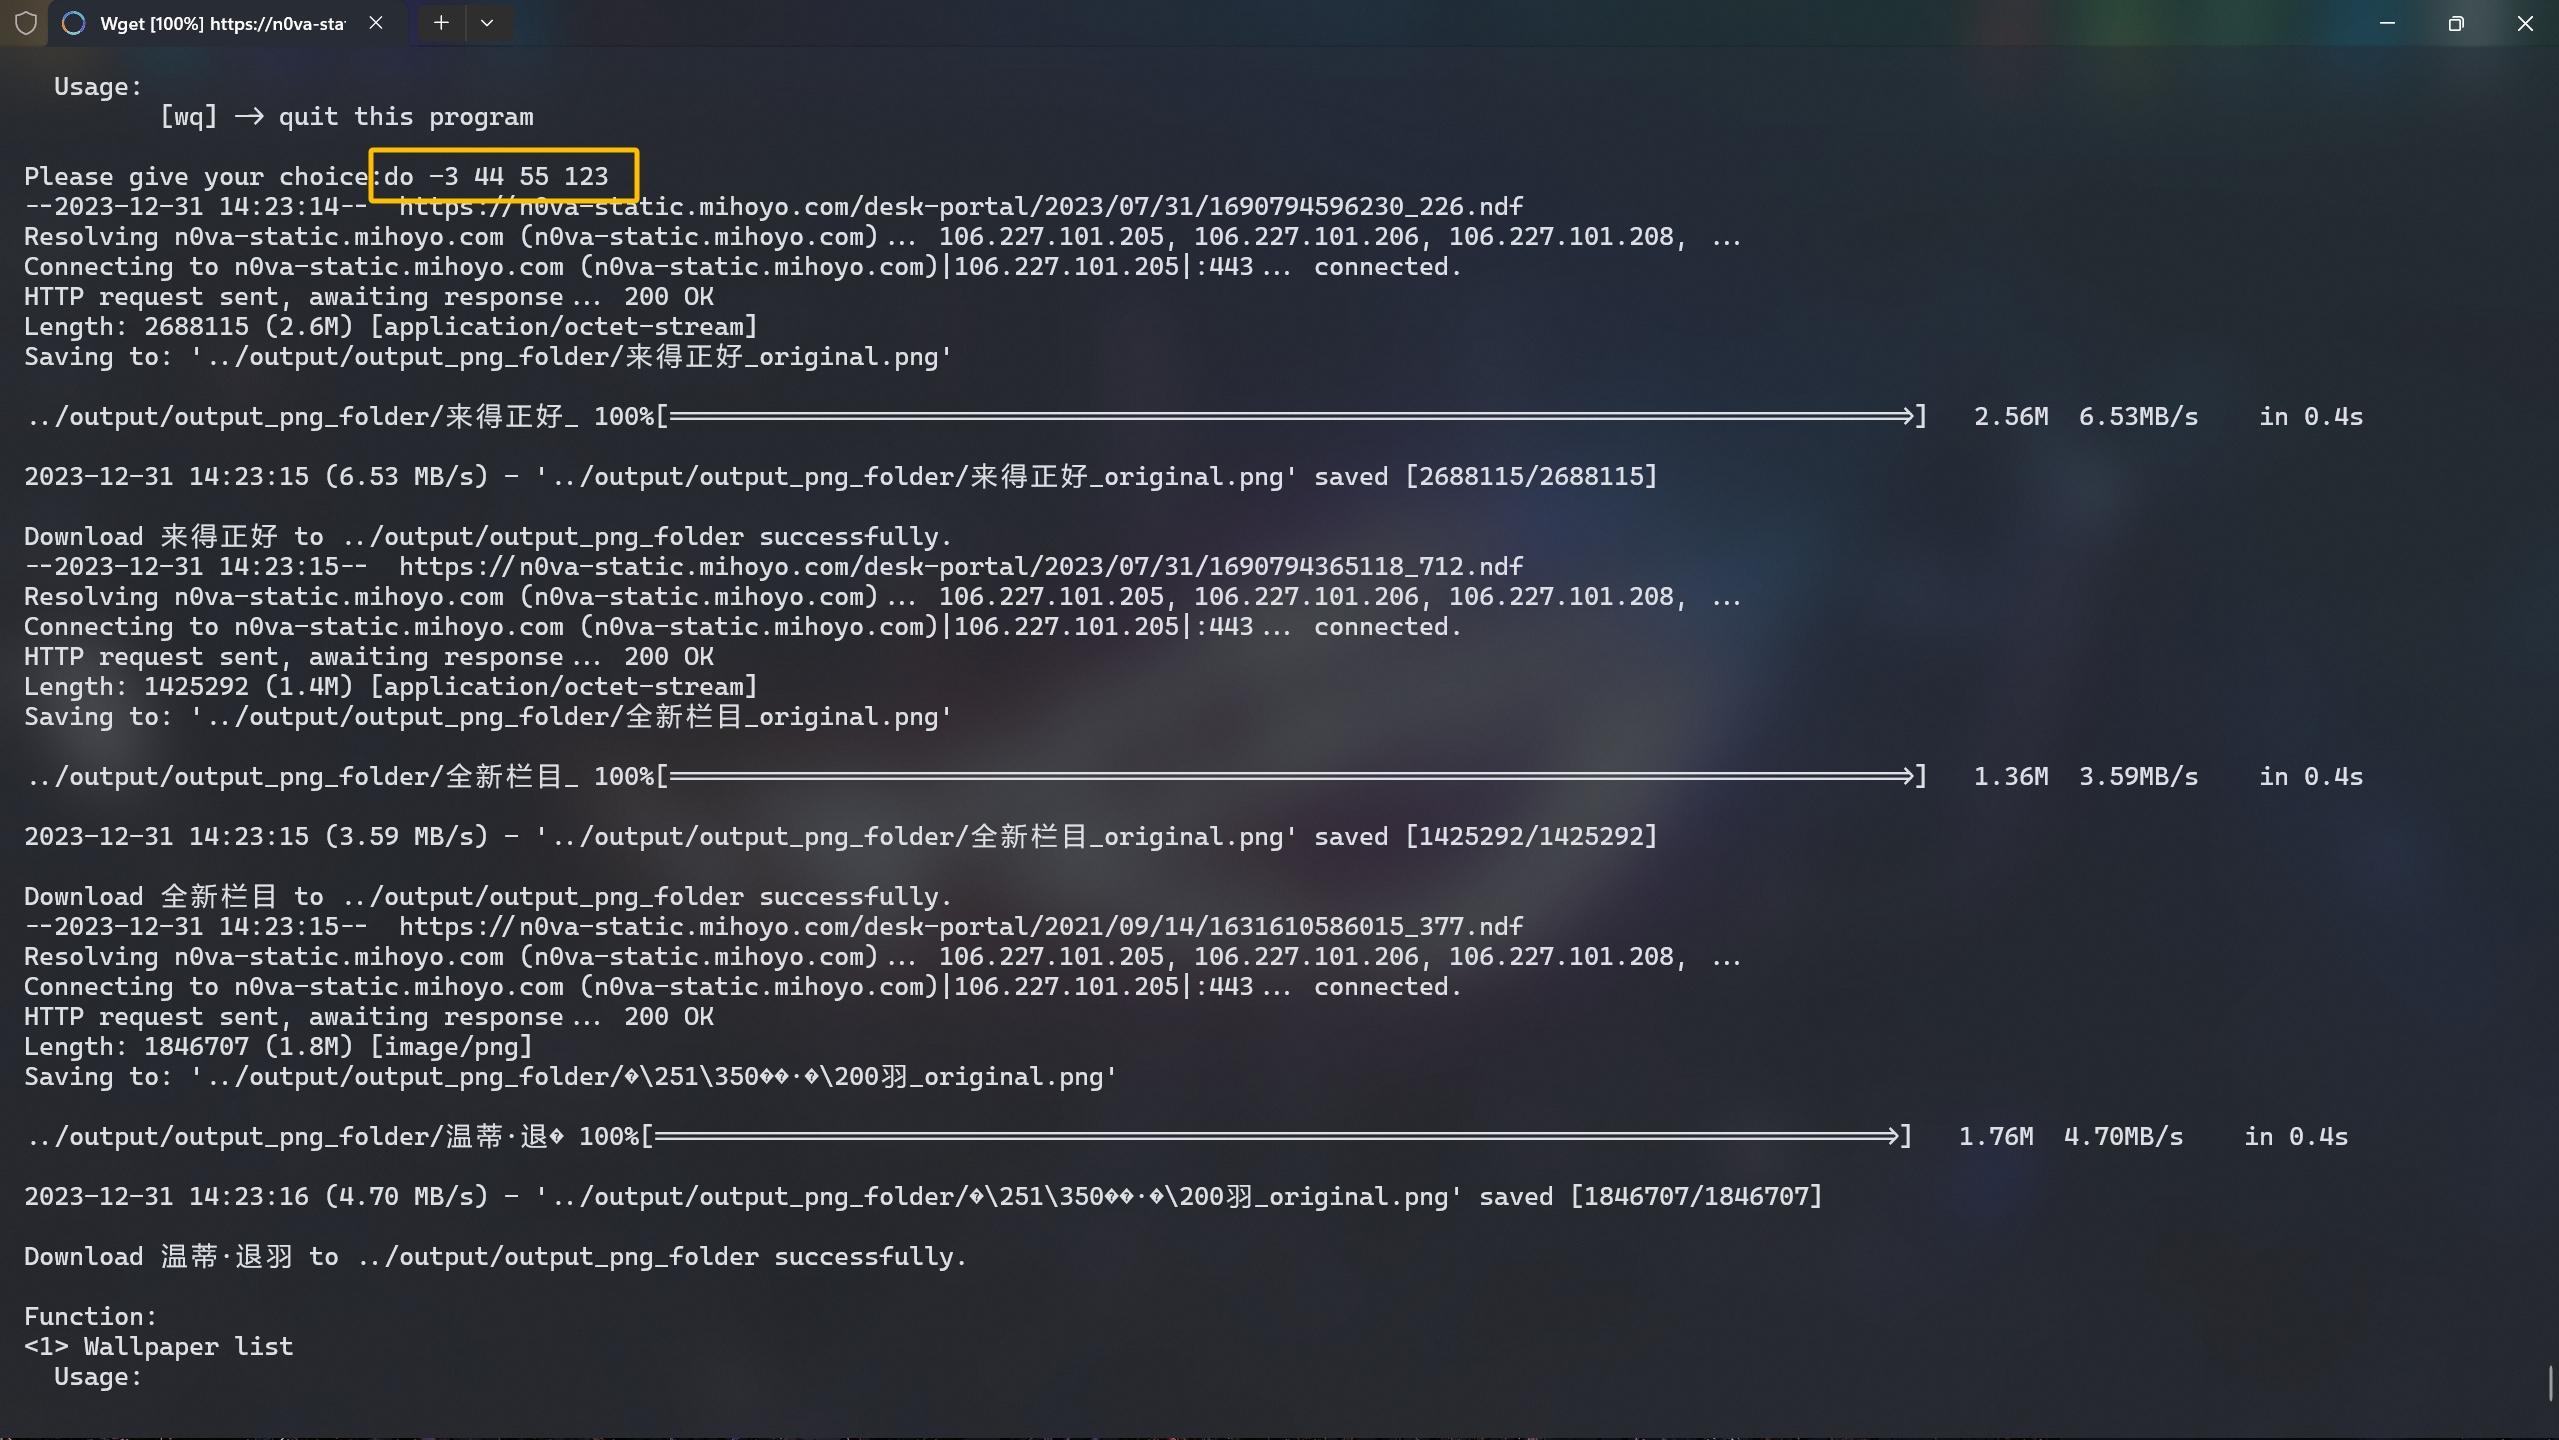 Wget [100%] https://n0va-sta
Usage:
[wq] --> quit this program
Please give your choice:do -3 44 55 123
--2023-12-31 14:23:14--  https://n0va-static.mihoyo.com/desk-portal/2023/07/31/1690794596230_226.ndf
Resolving n0va-static.mihoyo.com (n0va-static.mihoyo.com)... 106.227.101.205, 106.227.101.206, 106.227.101.208, ...
Connecting to n0va-static.mihoyo.com (n0va-static.mihoyo.com)|106.227.101.205|:443... connected.
HTTP request sent, awaiting response... 200 OK
Length: 2688115 (2.6M) [application/octet-stream]
Saving to: '../output/output_png_folder/来得正好_original.png'
../output/output_png_folder/来得正好_ 100%[==================================================>]   2.56M  6.53MB/s    in 0.4s
2023-12-31 14:23:15 (6.53 MB/s) - '../output/output_png_folder/来得正好_original.png' saved [2688115/2688115]
Download 来得正好 to ../output/output_png_folder successfully.
--2023-12-31 14:23:15--  https://n0va-static.mihoyo.com/desk-portal/2023/07/31/1690794365118_712.ndf
Resolving n0va-static.mihoyo.com (n0va-static.mihoyo.com)... 106.227.101.205, 106.227.101.206, 106.227.101.208, ...
Connecting to n0va-static.mihoyo.com (n0va-static.mihoyo.com)|106.227.101.205|:443... connected.
HTTP request sent, awaiting response... 200 OK
Length: 1425292 (1.4M) [application/octet-stream]
Saving to: '../output/output_png_folder/全新栏目_original.png'
../output/output_png_folder/全新栏目_ 100%[==================================================>]   1.36M  3.59MB/s    in 0.4s
2023-12-31 14:23:15 (3.59 MB/s) - '../output/output_png_folder/全新栏目_original.png' saved [1425292/1425292]
Download 全新栏目 to ../output/output_png_folder successfully.
--2023-12-31 14:23:15--  https://n0va-static.mihoyo.com/desk-portal/2021/09/14/1631610586015_377.ndf
Resolving n0va-static.mihoyo.com (n0va-static.mihoyo.com)... 106.227.101.205, 106.227.101.206, 106.227.101.208, ...
Connecting to n0va-static.mihoyo.com (n0va-static.mihoyo.com)|106.227.101.205|:443... connected.
HTTP request sent, awaiting response... 200 OK
Length: 1846707 (1.8M) [image/png]
Saving to: '../output/output_png_folder/�\251\350��·�\200羽_original.png'
../output/output_png_folder/温蒂·退� 100%[==================================================>]   1.76M  4.70MB/s    in 0.4s
2023-12-31 14:23:16 (4.70 MB/s) - '../output/output_png_folder/�\251\350��·�\200羽_original.png' saved [1846707/1846707]
Download 温蒂·退羽 to ../output/output_png_folder successfully.
Function:
<1> Wallpaper list
Usage: